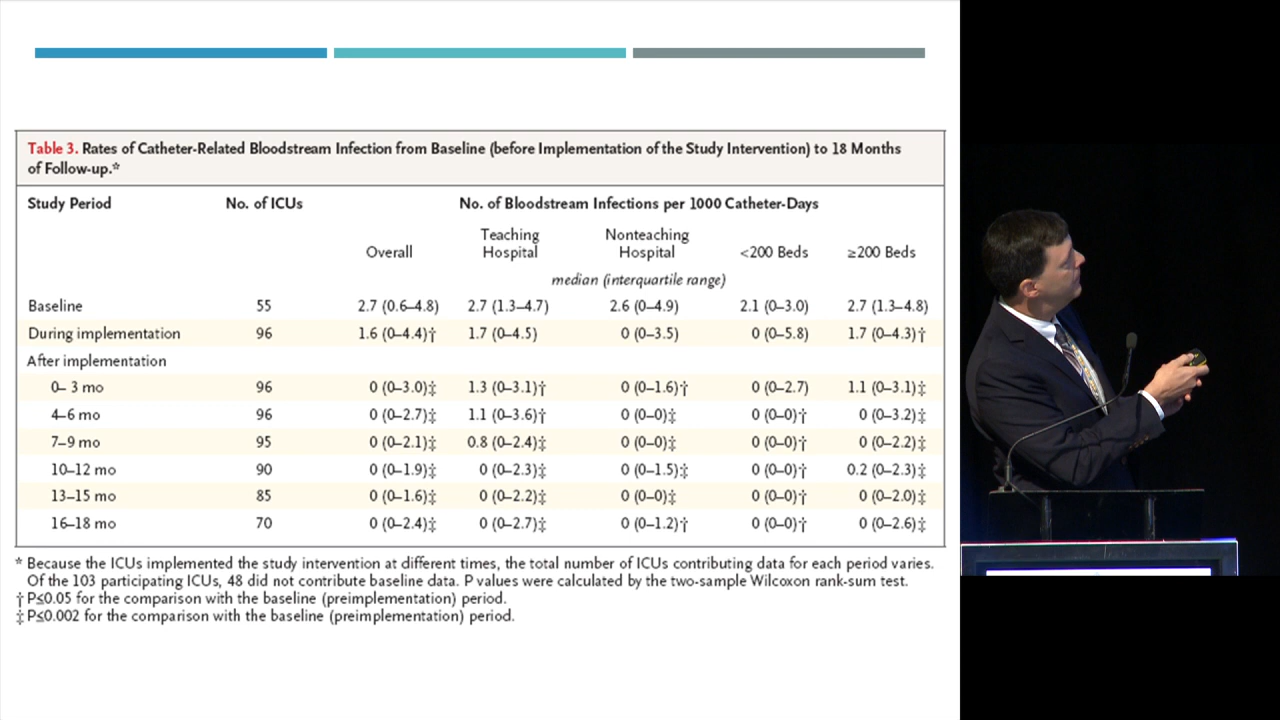 Table 3. Rates of Catheter-Related Bloodstream Infection from Baseline (before Implementation of the Study Intervention) to 18 Months
of Follow-up.*
Study Period No. of ICUs No. of Bloodstream Infections per 1000 Catheter-Days
Overall Teaching Hospital Nonteaching Hospital <200 Beds ≥200 Beds
median (interquartile range)
Baseline 55 2.7 (0.6–4.8) 2.7 (1.3–4.7) 2.6 (0–4.9) 2.1 (0–3.0) 2.7 (1.3–4.8)
During implementation 96 1.6 (0–4.4)† 1.7 (0–4.5) 0 (0–3.5) 0 (0–5.8) 1.7 (0–4.3)†
After implementation
0–3 mo 96 0 (0–3.0)‡ 1.3 (0–3.1)† 0 (0–1.6)† 0 (0–2.7) 1.1 (0–3.1)‡
4–6 mo 96 0 (0–2.7)‡ 1.1 (0–3.6)† 0 (0–0)‡ 0 (0–0)† 0 (0–3.2)‡
7–9 mo 95 0 (0–2.1)‡ 0.8 (0–2.4)‡ 0 (0–0)‡ 0 (0–0)† 0 (0–2.2)‡
10–12 mo 90 0 (0–1.9)‡ 0 (0–2.3)‡ 0 (0–1.5)‡ 0 (0–0)† 0.2 (0–2.3)‡
13–15 mo 85 0 (0–1.6)‡ 0 (0–2.2)‡ 0 (0–0)‡ 0 (0–0)† 0 (0–2.0)‡
16–18 mo 70 0 (0–2.4)‡ 0 (0–2.7)‡ 0 (0–1.2)† 0 (0–0)† 0 (0–2.6)‡
* Because the ICUs implemented the study intervention at different times, the total number of ICUs contributing data for each period varies.
Of the 103 participating ICUs, 48 did not contribute baseline data. P values were calculated by the two-sample Wilcoxon rank-sum test.
† P≤0.05 for the comparison with the baseline (preimplementation) period.
‡ P≤0.002 for the comparison with the baseline (preimplementation) period.